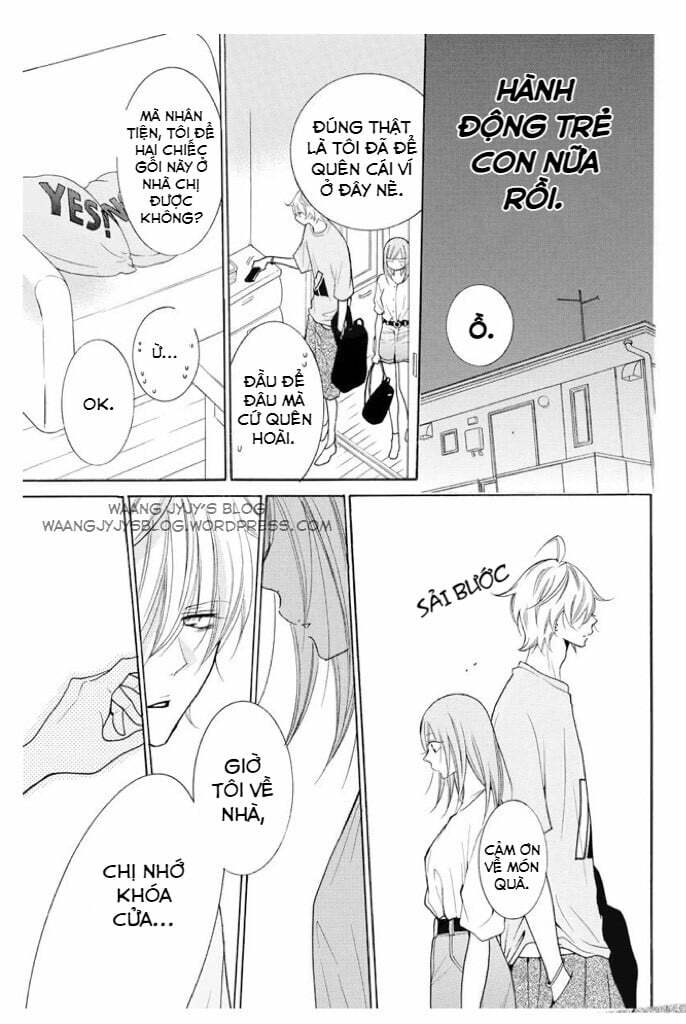 HÀNH
ĐỘNG TRẺ
CON NỮA
RỒI.
Ồ.
ĐÚNG THẬT
LÀ TÔI ĐÃ ĐỂ
QUÊN CÁI VÍ
Ở ĐÂY NÈ.
ĐẦU ĐỂ
ĐÂU MÀ
CỨ QUÊN
HOÀI.
MÀ NHÂN
TIỆN, TÔI ĐỂ
HAI CHIẾC
GỐI NÀY Ở
NHÀ CHỊ
ĐƯỢC
KHÔNG?
YES!
Ừ...
OK.
WAANG JYJY'S BLOG
WAANGJYJYSBLOG.WORDPRESS.COM
SẢI BƯỚC
CẢM ƠN
VỀ MÓN
QUÀ.
GIỜ
TÔI VỀ
NHÀ,
CHỊ NHỚ
KHÓA
CỬA...